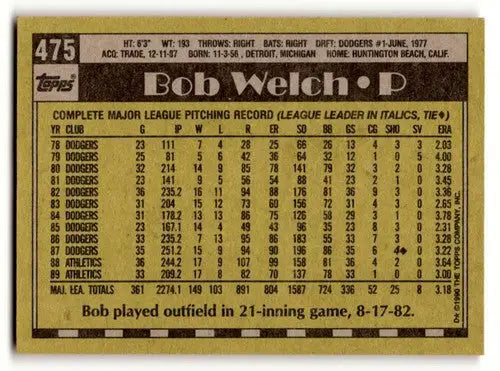 475
HT: 6'3" WT: 193 THROWS: RIGHT BATS: RIGHT DRFT: DODGERS #1-JUNE, 1977
ACQ: TRADE, 12-11-87 BORN: 11-3-56, DETROIT, MICHIGAN HOME: HUNTINGTON BEACH, CALIF.
Topps
Bob Welch • P
COMPLETE MAJOR LEAGUE PITCHING RECORD (LEAGUE LEADER IN ITALICS, TIE♦)
YR CLUB G IP W L R ER SO BB GS CG SHO SV ERA
78 DODGERS 23 111 7 4 28 25 66 26 13 4 3 3 2.03
79 DODGERS 25 81 5 6 42 36 64 32 12 1 0 5 4.00
80 DODGERS 32 214 14 9 85 78 141 79 32 3 2 0 3.28
81 DODGERS 23 141 9 5 56 54 88 41 23 2 1 0 3.45
82 DODGERS 36 235.2 16 11 94 88 176 81 36 9 3 0 3.36
83 DODGERS 31 204 15 12 73 60 156 72 31 4 3 0 2.65
84 DODGERS 31 178.2 13 13 86 75 126 58 29 3 1 0 3.78
85 DODGERS 23 167.1 14 4 49 43 96 35 23 8 3 0 2.31
86 DODGERS 33 235.2 7 13 95 86 183 55 33 7 3 0 3.28
87 DODGERS 35 251.2 15 9 94 90 196 86 35 6 4♦ 0 3.22
88 ATHLETICS 36 244.2 17 9 107 99 158 81 36 4 2 0 3.64
89 ATHLETICS 33 209.2 17 8 82 70 137 78 33 1 0 0 3.00
MAJ. LEA. TOTALS 361 2274.1 149 103 891 804 1587 724 336 52 25 8 3.18
Bob played outfield in 21-inning game, 8-17-82.
D* © 1990 THE TOPPS COMPANY, INC.